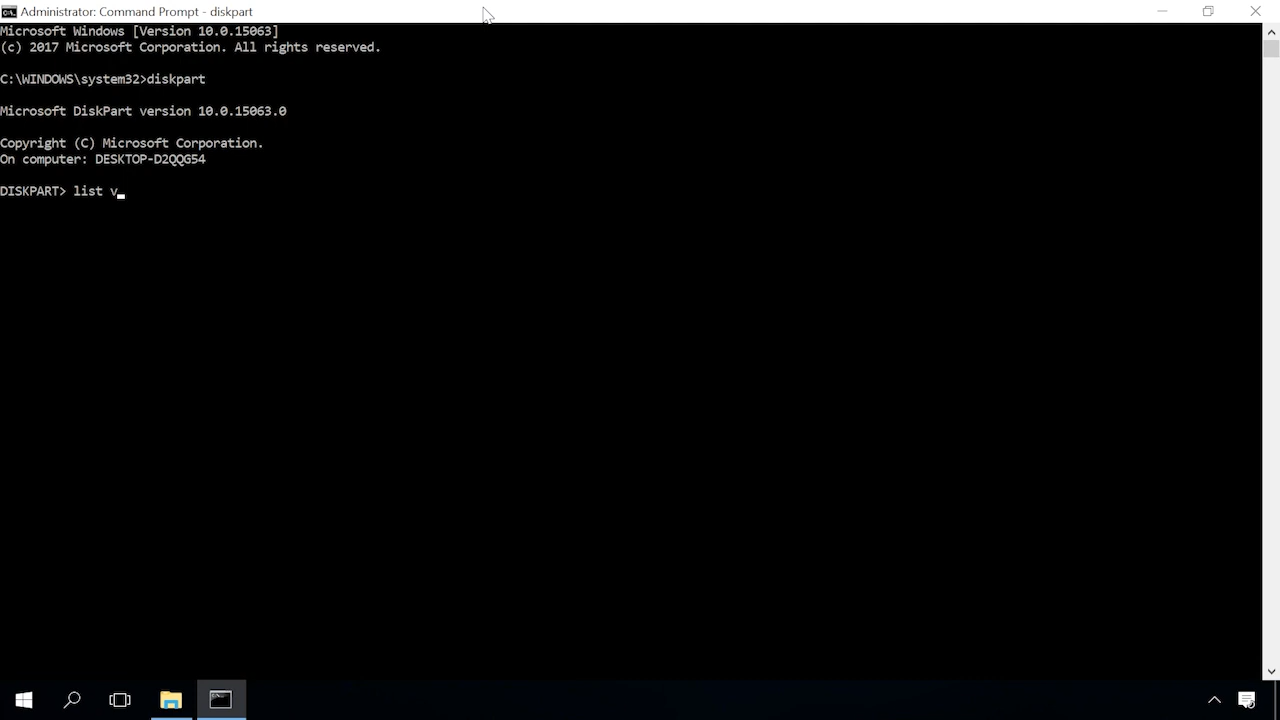 Administrator: Command Prompt - diskpart
Microsoft Windows [Version 10.0.15063]
(c) 2017 Microsoft Corporation. All rights reserved.
C:\WINDOWS\system32>diskpart
Microsoft DiskPart version 10.0.15063.0
Copyright (C) Microsoft Corporation.
On computer: DESKTOP-D2QQG54
DISKPART> list v_